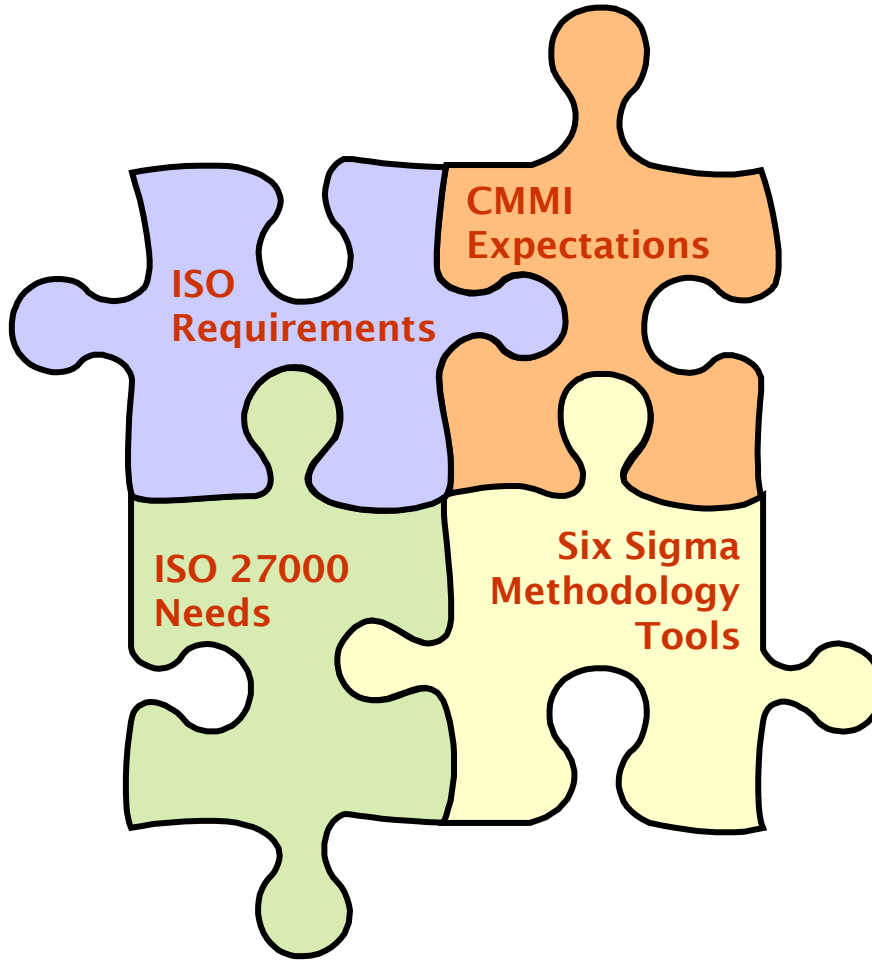 CMMI
Expectations
ISO
Requirements
ISO 27000
Needs
Six Sigma
Methodology
Tools